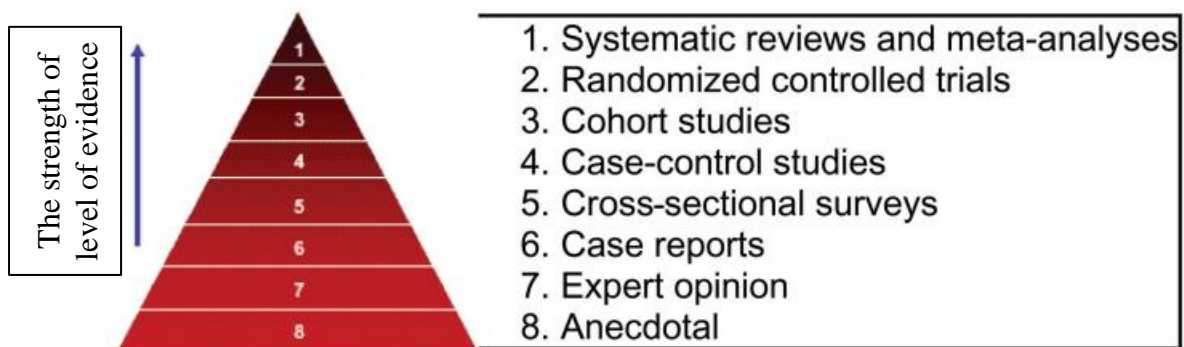 The strength of
level of evidence
1
2
3
4
5
6
7
8
1. Systematic reviews and meta-analyses
2. Randomized controlled trials
3. Cohort studies
4. Case-control studies
5. Cross-sectional surveys
6. Case reports
7. Expert opinion
8. Anecdotal